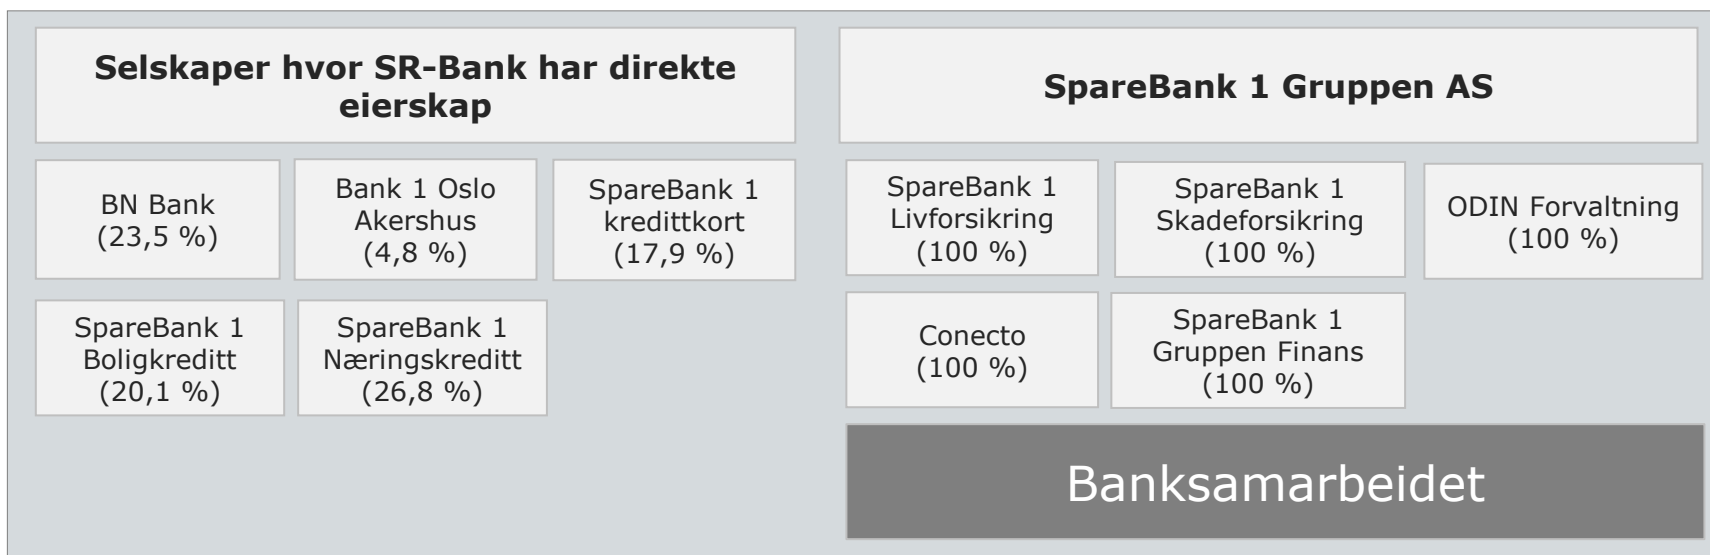 Selskaper hvor SR-Bank har direkte
eierskap
BN Bank
(23,5 %)
Bank 1 Oslo
Akershus
(4,8 %)
SpareBank 1
kredittkort
(17,9 %)
SpareBank 1
Boligkreditt
(20,1 %)
SpareBank 1
Næringskreditt
(26,8 %)
SpareBank 1 Gruppen AS
SpareBank 1
Livforsikring
(100 %)
SpareBank 1
Skadeforsikring
(100 %)
ODIN Forvaltning
(100 %)
Conecto
(100 %)
SpareBank 1
Gruppen Finans
(100 %)
Banksamarbeidet